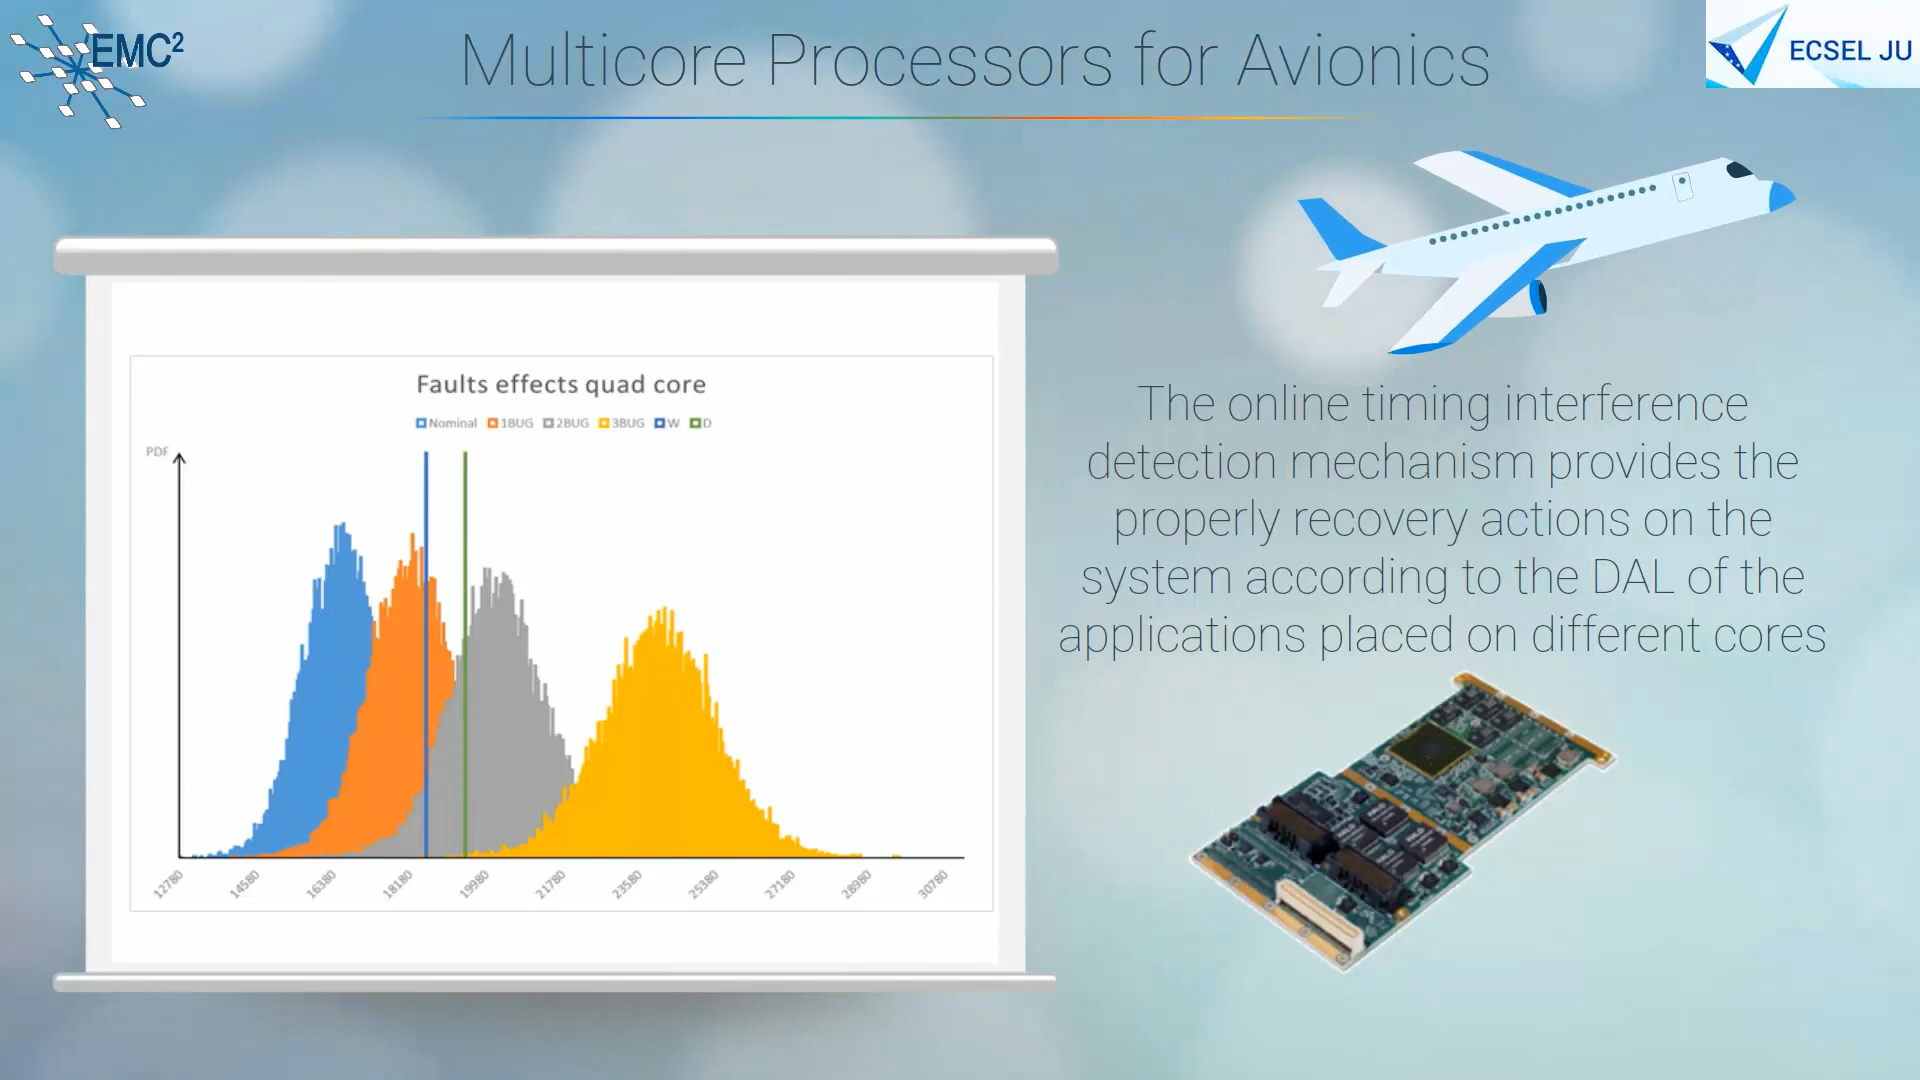 EMC²
Multicore Processors for Avionics
ECSEL JU
Faults effects quad core
Nominal 1BUG 2BUG 3BUG W D
PDF
12780 14580 16380 18180 19980 21780 23580 25380 27180 28980 30780
The online timing interference
detection mechanism provides the
properly recovery actions on the
system according to the DAL of the
applications placed on different cores